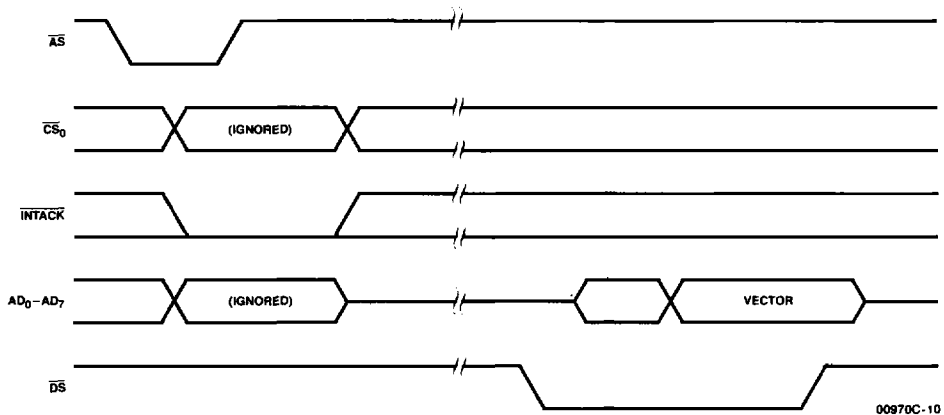 AS
CS0
(IGNORED)
INTACK
AD0–AD7
(IGNORED)
VECTOR
DS
00970C-10